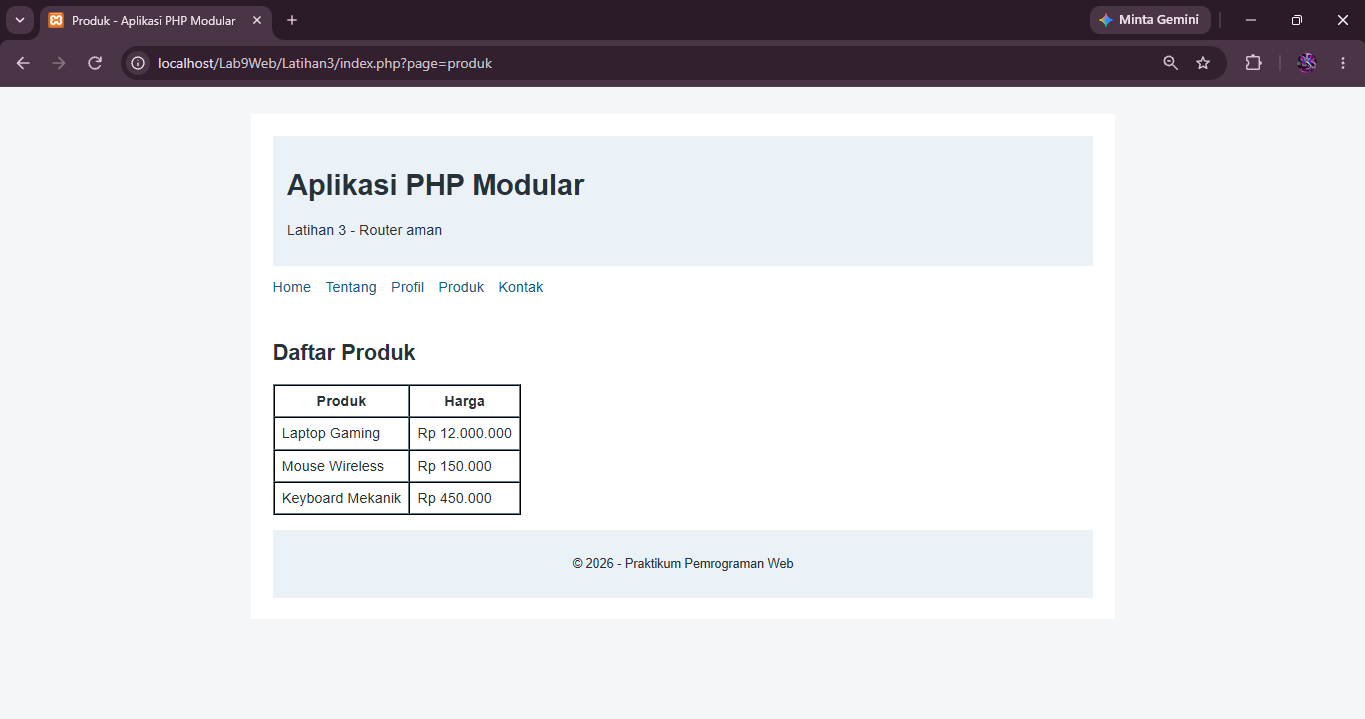 Produk - Aplikasi PHP Modular
Minta Gemini
localhost/Lab9Web/Latihan3/index.php?page=produk
Aplikasi PHP Modular
Latihan 3 - Router aman
Home Tentang Profil Produk Kontak
Daftar Produk
Produk Harga
Laptop Gaming Rp 12.000.000
Mouse Wireless Rp 150.000
Keyboard Mekanik Rp 450.000
© 2026 - Praktikum Pemrograman Web